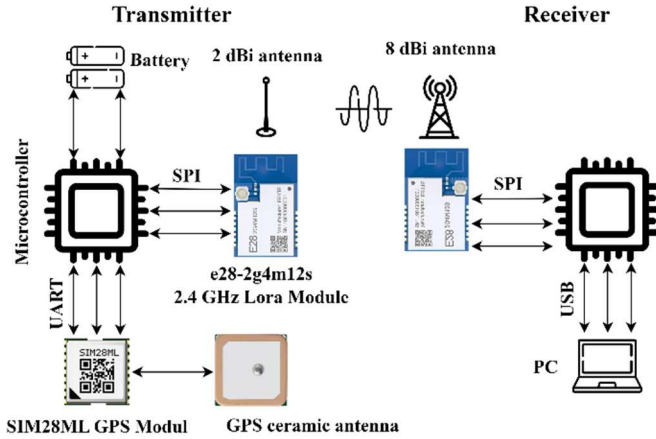 Transmitter
Receiver
Battery
2 dBi antenna
8 dBi antenna
Microcontroller
SPI
SPI
E28
e28-2g4m12s
2.4 GHz Lora Module
UART
USB
SIM28ML
PC
SIM28ML GPS Modul
GPS ceramic antenna